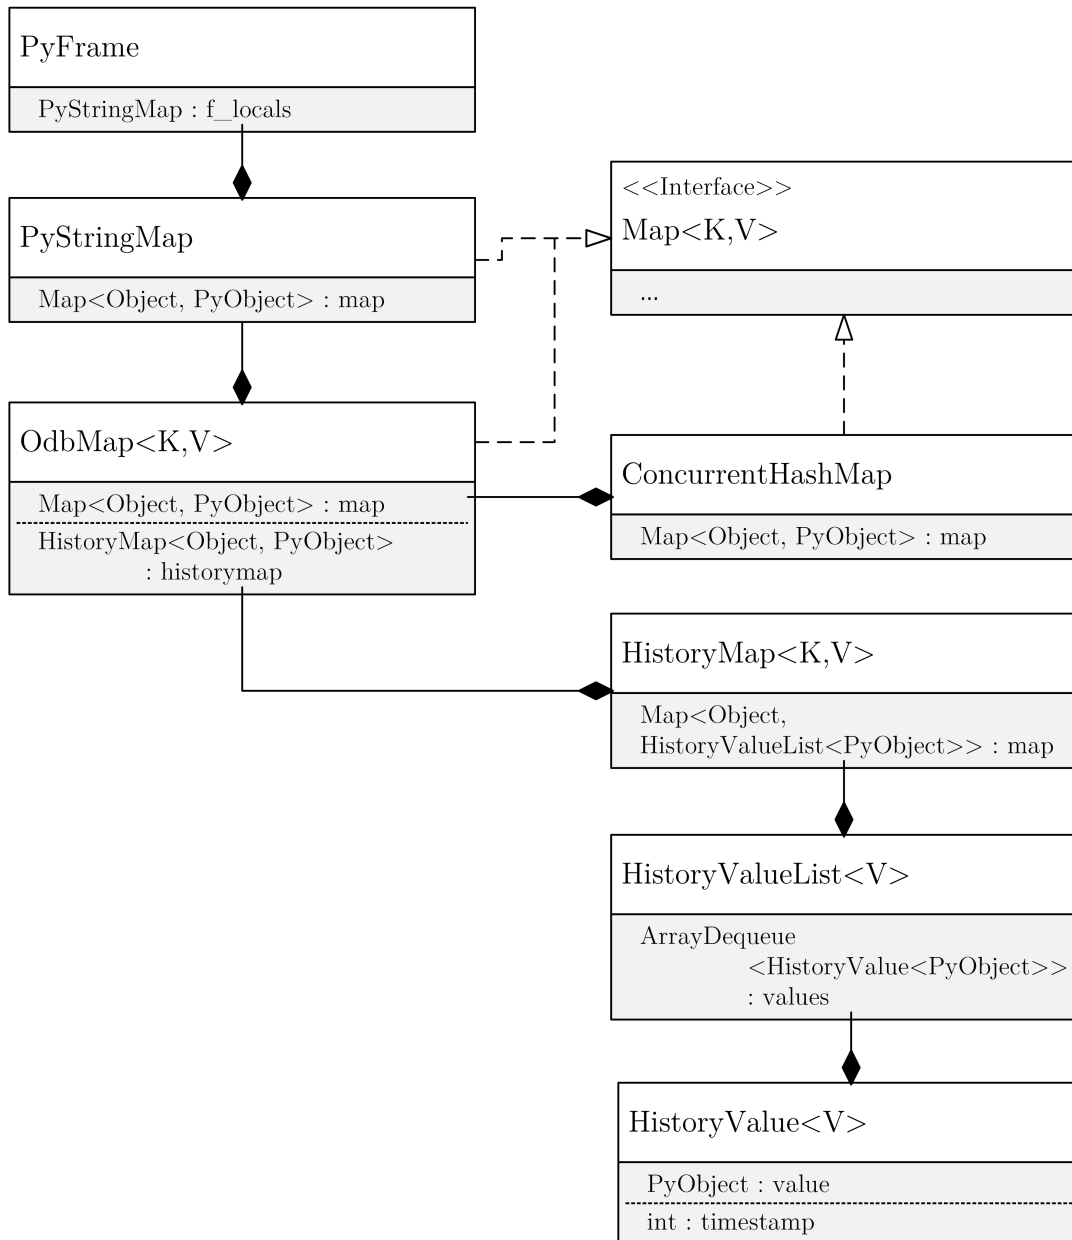 PyFrame
PyStringMap : f_locals
PyStringMap
Map<Object, PyObject> : map
OdbMap<K,V>
Map<Object, PyObject> : map
HistoryMap<Object, PyObject>
: historymap
<<Interface>>
Map<K,V>
...
ConcurrentHashMap
Map<Object, PyObject> : map
HistoryMap<K,V>
Map<Object,
HistoryValueList<PyObject>> : map
HistoryValueList<V>
ArrayDequeue
<HistoryValue<PyObject>>
: values
HistoryValue<V>
PyObject : value
int : timestamp